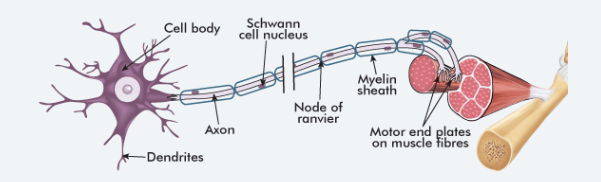 Cell body
Schwann
cell nucleus
Axon
Node of
ranvier
Myelin
sheath
Motor end plates
on muscle fibres
Dendrites